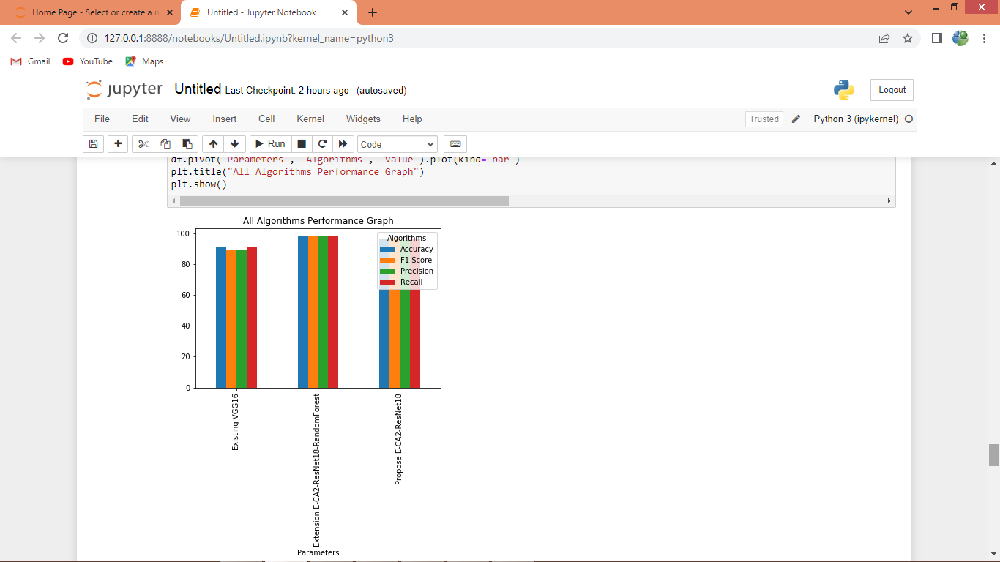 Home Page - Select or create a n
Untitled - Jupyter Notebook
127.0.0.1:8888/notebooks/Untitled.ipynb?kernel_name=python3
Gmail
YouTube
Maps
jupyter
Untitled
Last Checkpoint: 2 hours ago
(autosaved)
Logout
File
Edit
View
Insert
Cell
Kernel
Widgets
Help
Trusted
Python 3 (ipykernel)
Run
Code
df.pivot("Parameters", "Algorithms", "Value").plot(kind='bar')
plt.title("All Algorithms Performance Graph")
plt.show()
All Algorithms Performance Graph
100
80
60
40
20
0
Algorithms
Accuracy
F1 Score
Precision
Recall
Existing VGG16
Extension E-CA2-ResNet18-RandomForest
Propose E-CA2-ResNet18
Parameters